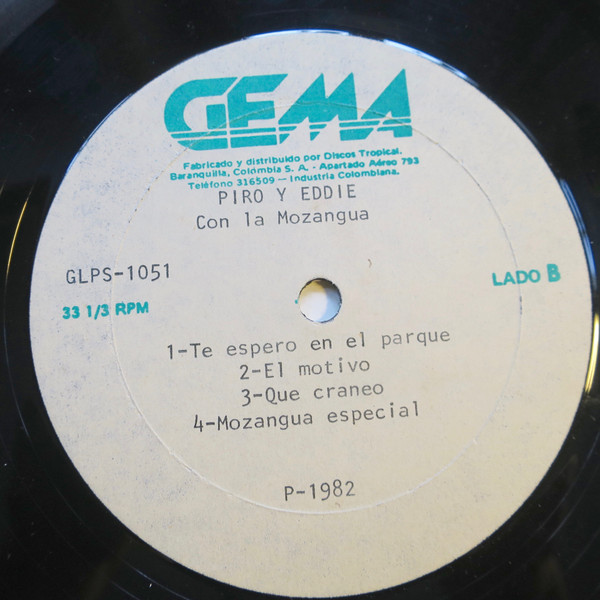 GEMA
Fabricado y distribuido por Discos Tropical.
Baranquilla, Colómbia S. A. - Apartado Aéreo 793
Teléfono 316509 — Industria Colombiana.
PIRO Y EDDIE
Con la Mozangua
GLPS-1051
LADO B
33 1/3 RPM
1-Te espero en el parque
2-El motivo
3-Que craneo
4-Mozangua especial
P-1982